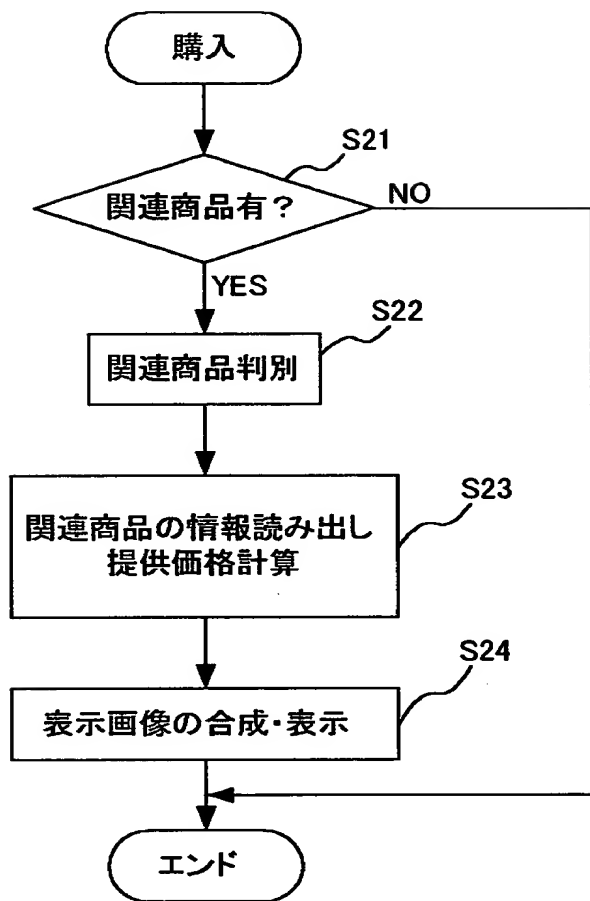 購入
S21
関連商品有？
NO
YES
S22
関連商品判別
S23
関連商品の情報読み出し
提供価格計算
S24
表示画像の合成・表示
エンド